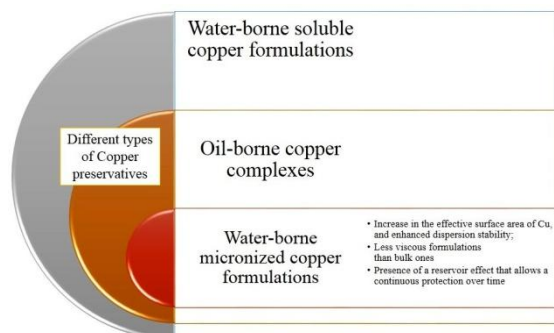 Water-borne soluble
copper formulations
Different types
of Copper
preservatives
Oil-borne copper
complexes
Water-borne
micronized copper
formulations
• Increase in the effective surface area of Cu,
and enhanced dispersion stability;
• Less viscous formulations
than bulk ones
• Presence of a reservoir effect that allows a
continuous protection over time